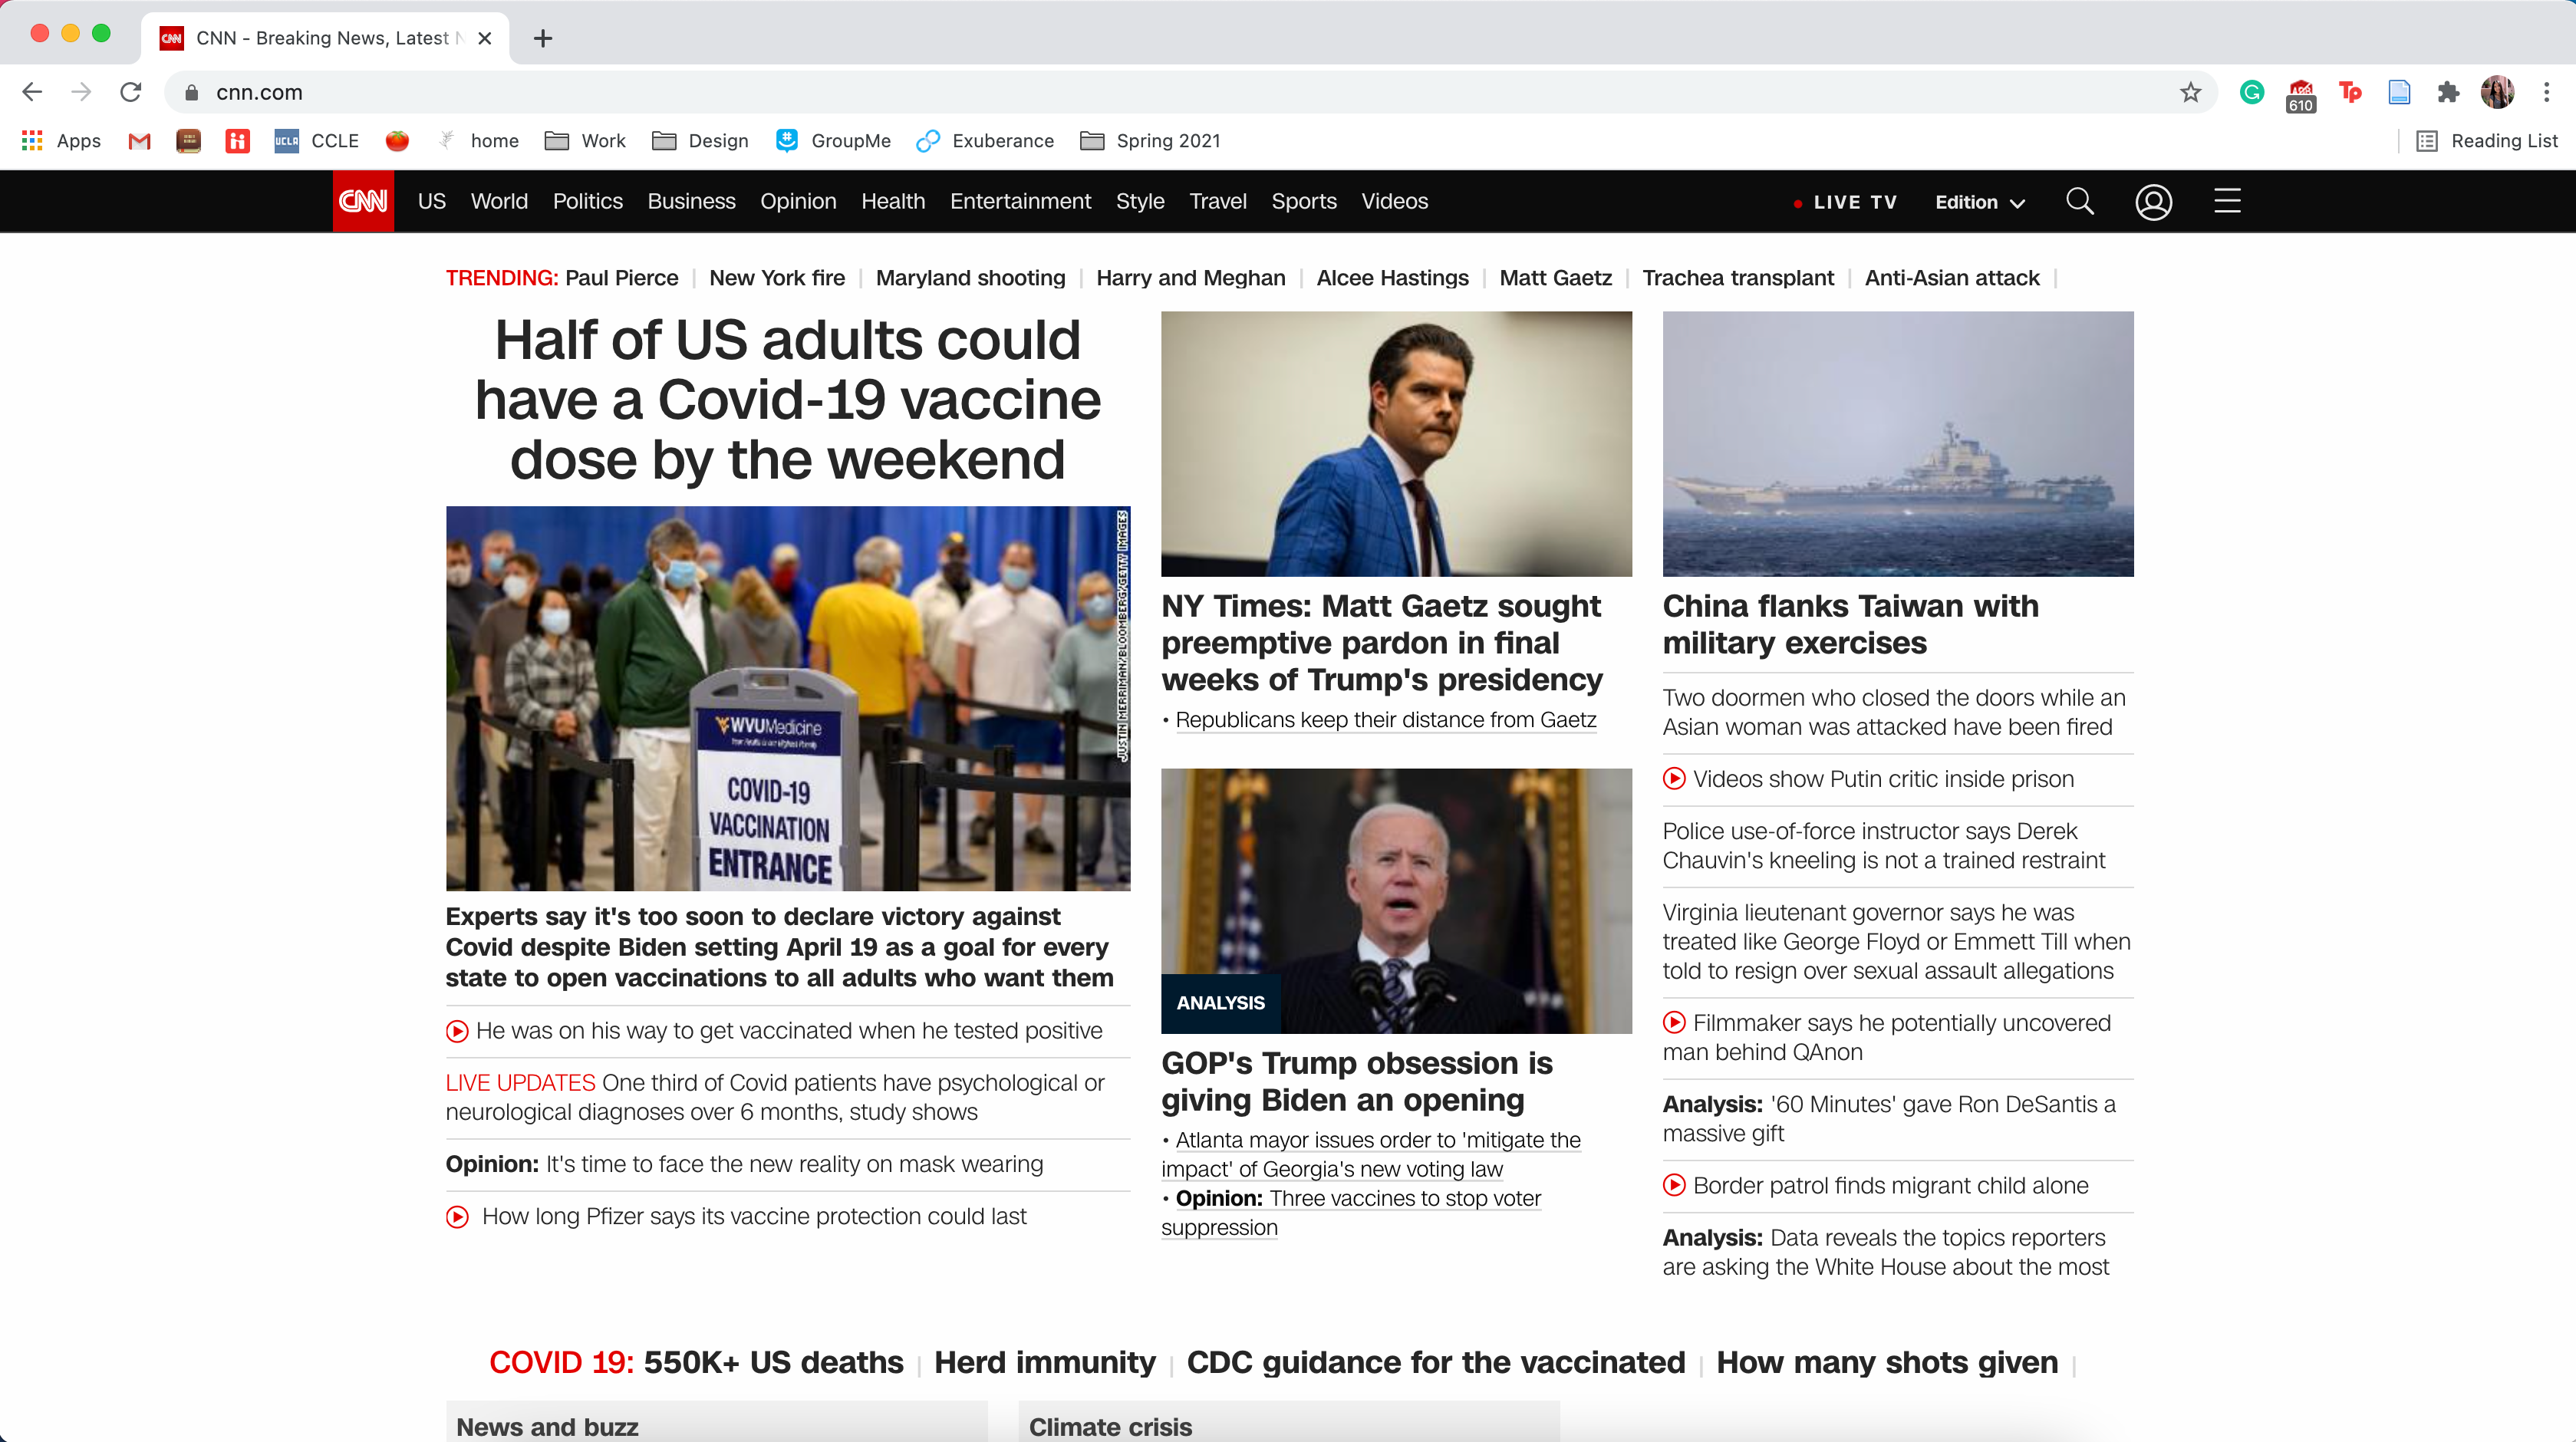 CNN - Breaking News, Latest N
cnn.com
610
Tp
Apps
UCLA CCLE
home
Work
Design
GroupMe
Exuberance
Spring 2021
Reading List
CNN US World Politics Business Opinion Health Entertainment Style Travel Sports Videos LIVE TV Edition
TRENDING: Paul Pierce | New York fire | Maryland shooting | Harry and Meghan | Alcee Hastings | Matt Gaetz | Trachea transplant | Anti-Asian attack |
Half of US adults could
have a Covid-19 vaccine
dose by the weekend
JUSTIN MERRIMAN/BLOOMBERG/GETTY IMAGES
WVUMedicine
COVID-19
VACCINATION
ENTRANCE
Experts say it's too soon to declare victory against
Covid despite Biden setting April 19 as a goal for every
state to open vaccinations to all adults who want them
He was on his way to get vaccinated when he tested positive
LIVE UPDATES One third of Covid patients have psychological or
neurological diagnoses over 6 months, study shows
Opinion: It's time to face the new reality on mask wearing
How long Pfizer says its vaccine protection could last
NY Times: Matt Gaetz sought
preemptive pardon in final
weeks of Trump's presidency
• Republicans keep their distance from Gaetz
ANALYSIS
GOP's Trump obsession is
giving Biden an opening
• Atlanta mayor issues order to 'mitigate the
impact' of Georgia's new voting law
• Opinion: Three vaccines to stop voter
suppression
China flanks Taiwan with
military exercises
Two doormen who closed the doors while an
Asian woman was attacked have been fired
Videos show Putin critic inside prison
Police use-of-force instructor says Derek
Chauvin's kneeling is not a trained restraint
Virginia lieutenant governor says he was
treated like George Floyd or Emmett Till when
told to resign over sexual assault allegations
Filmmaker says he potentially uncovered
man behind QAnon
Analysis: '60 Minutes' gave Ron DeSantis a
massive gift
Border patrol finds migrant child alone
Analysis: Data reveals the topics reporters
are asking the White House about the most
COVID 19: 550K+ US deaths | Herd immunity | CDC guidance for the vaccinated | How many shots given |
News and buzz
Climate crisis